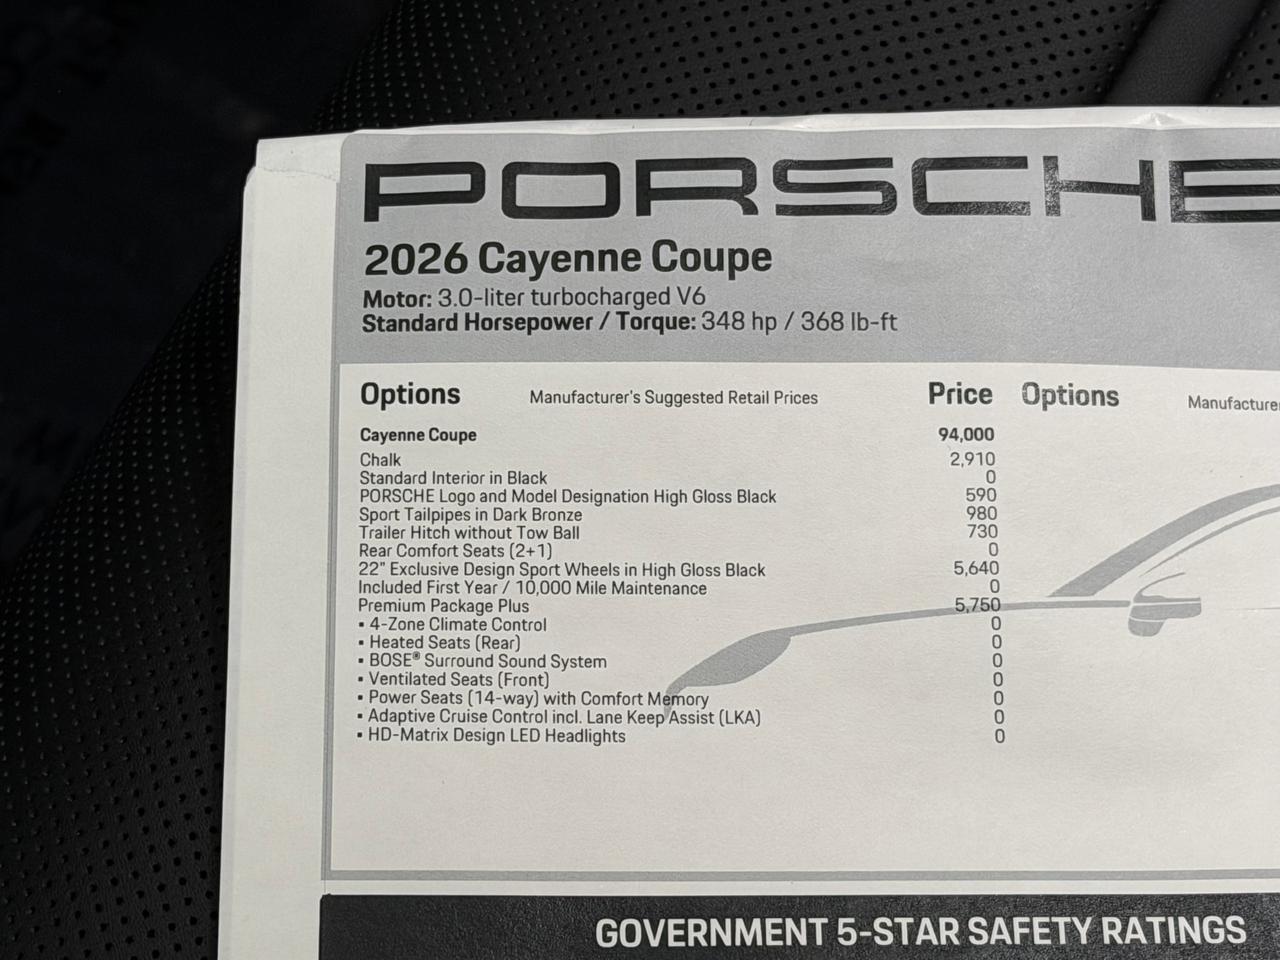 PORSCHE
2026 Cayenne Coupe
Motor: 3.0-liter turbocharged V6
Standard Horsepower / Torque: 348 hp / 368 lb-ft
Options Manufacturer's Suggested Retail Prices Price Options Manufacturer
Cayenne Coupe 94,000
Chalk 2,910
Standard Interior in Black 0
PORSCHE Logo and Model Designation High Gloss Black 590
Sport Tailpipes in Dark Bronze 980
Trailer Hitch without Tow Ball 730
Rear Comfort Seats (2+1) 0
22" Exclusive Design Sport Wheels in High Gloss Black 5,640
Included First Year / 10,000 Mile Maintenance 0
Premium Package Plus 5,750
▪ 4-Zone Climate Control 0
▪ Heated Seats (Rear) 0
▪ BOSE® Surround Sound System 0
▪ Ventilated Seats (Front) 0
▪ Power Seats (14-way) with Comfort Memory 0
▪ Adaptive Cruise Control incl. Lane Keep Assist (LKA) 0
▪ HD-Matrix Design LED Headlights 0
GOVERNMENT 5-STAR SAFETY RATINGS